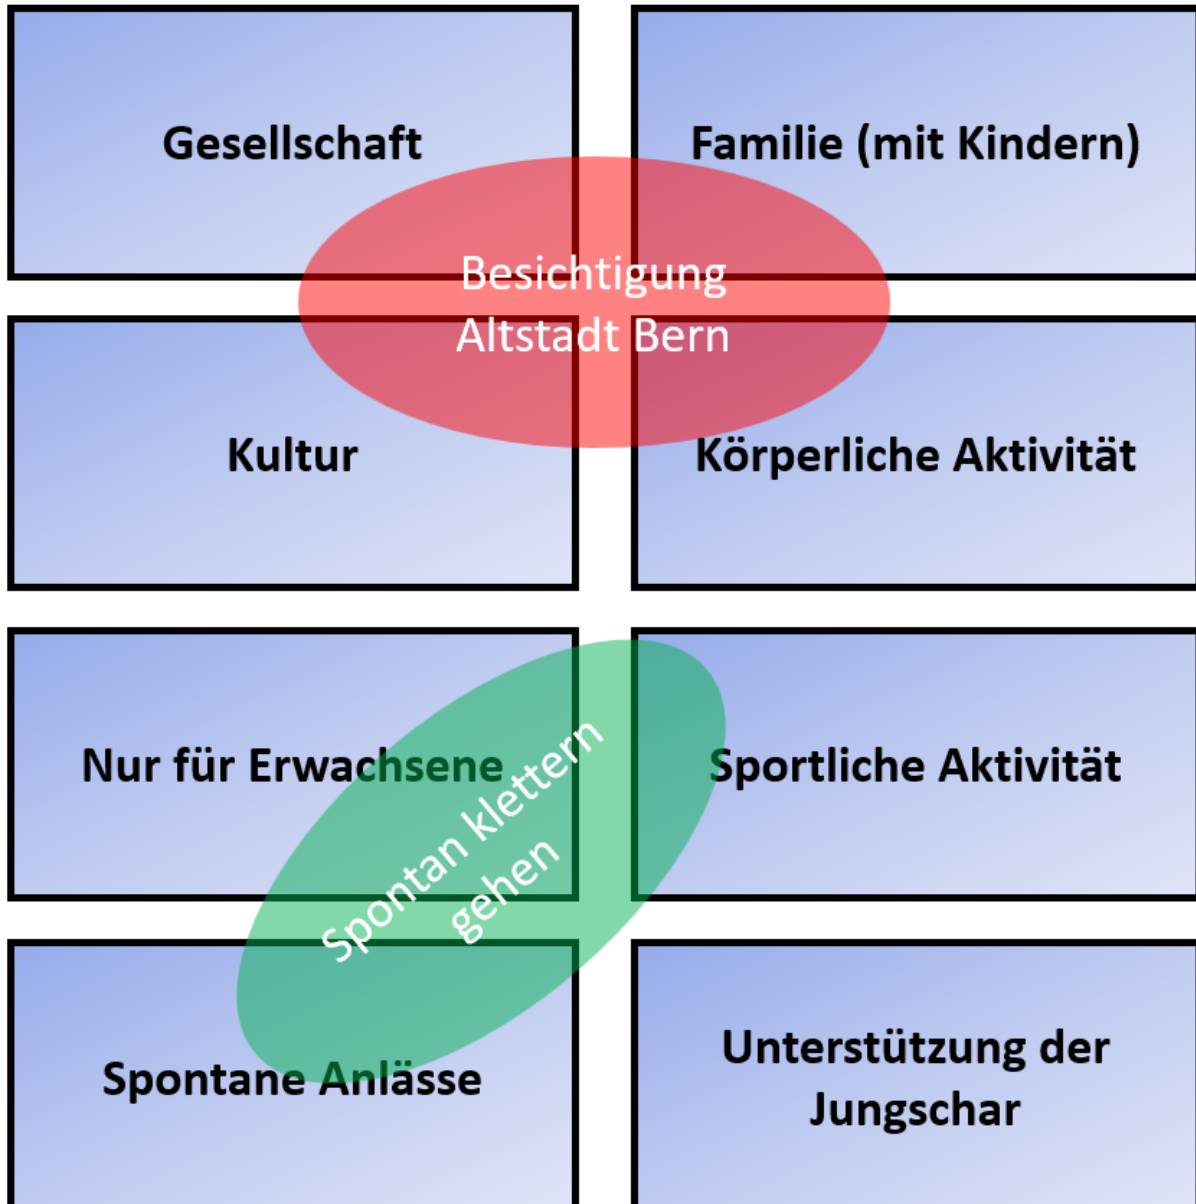 Gesellschaft
Familie (mit Kindern)
Besichtigung
Altstadt Bern
Kultur
Körperliche Aktivität
Nur für Erwachsene
Sportliche Aktivität
Spontan klettern
gehen
Spontane Anlässe
Unterstützung der
Jungschar